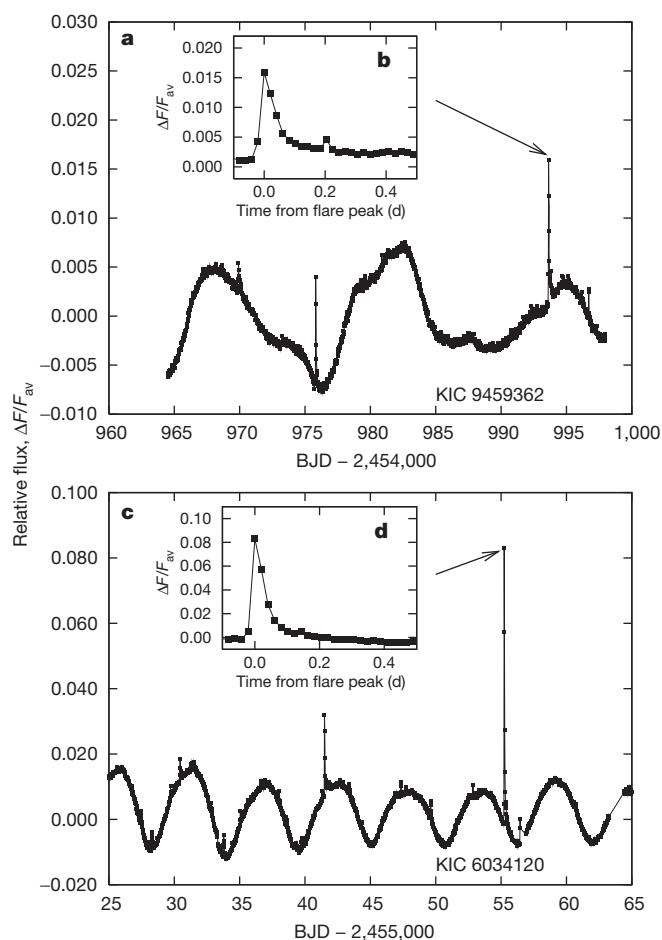 a
b
0.030
0.025
0.020
0.015
0.010
0.005
0.000
−0.005
−0.010
0.020
0.015
0.010
0.005
0.000
ΔF/Fav
0.0 0.2 0.4
Time from flare peak (d)
KIC 9459362
960 965 970 975 980 985 990 995 1,000
BJD − 2,454,000
Relative flux, ΔF/Fav
c
d
0.100
0.080
0.060
0.040
0.020
0.000
−0.020
0.10
0.08
0.06
0.04
0.02
0.00
ΔF/Fav
0.0 0.2 0.4
Time from flare peak (d)
KIC 6034120
25 30 35 40 45 50 55 60 65
BJD − 2,455,000